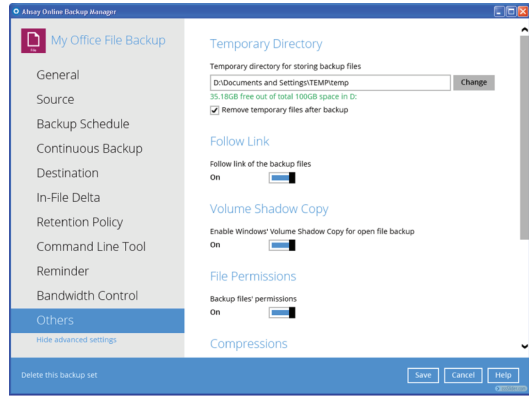 Ahsay Online Backup Manager
File
My Office File Backup
General
Source
Backup Schedule
Continuous Backup
Destination
In-File Delta
Retention Policy
Command Line Tool
Reminder
Bandwidth Control
Others
Hide advanced settings
Delete this backup set
Temporary Directory
Temporary directory for storing backup files
D:\Documents and Settings\TEMP\temp
Change
35.18GB free out of total 100GB space in D:
Remove temporary files after backup
Follow Link
Follow link of the backup files
On
Volume Shadow Copy
Enable Windows' Volume Shadow Copy for open file backup
On
File Permissions
Backup files' permissions
On
Compressions
Save
Cancel
Help